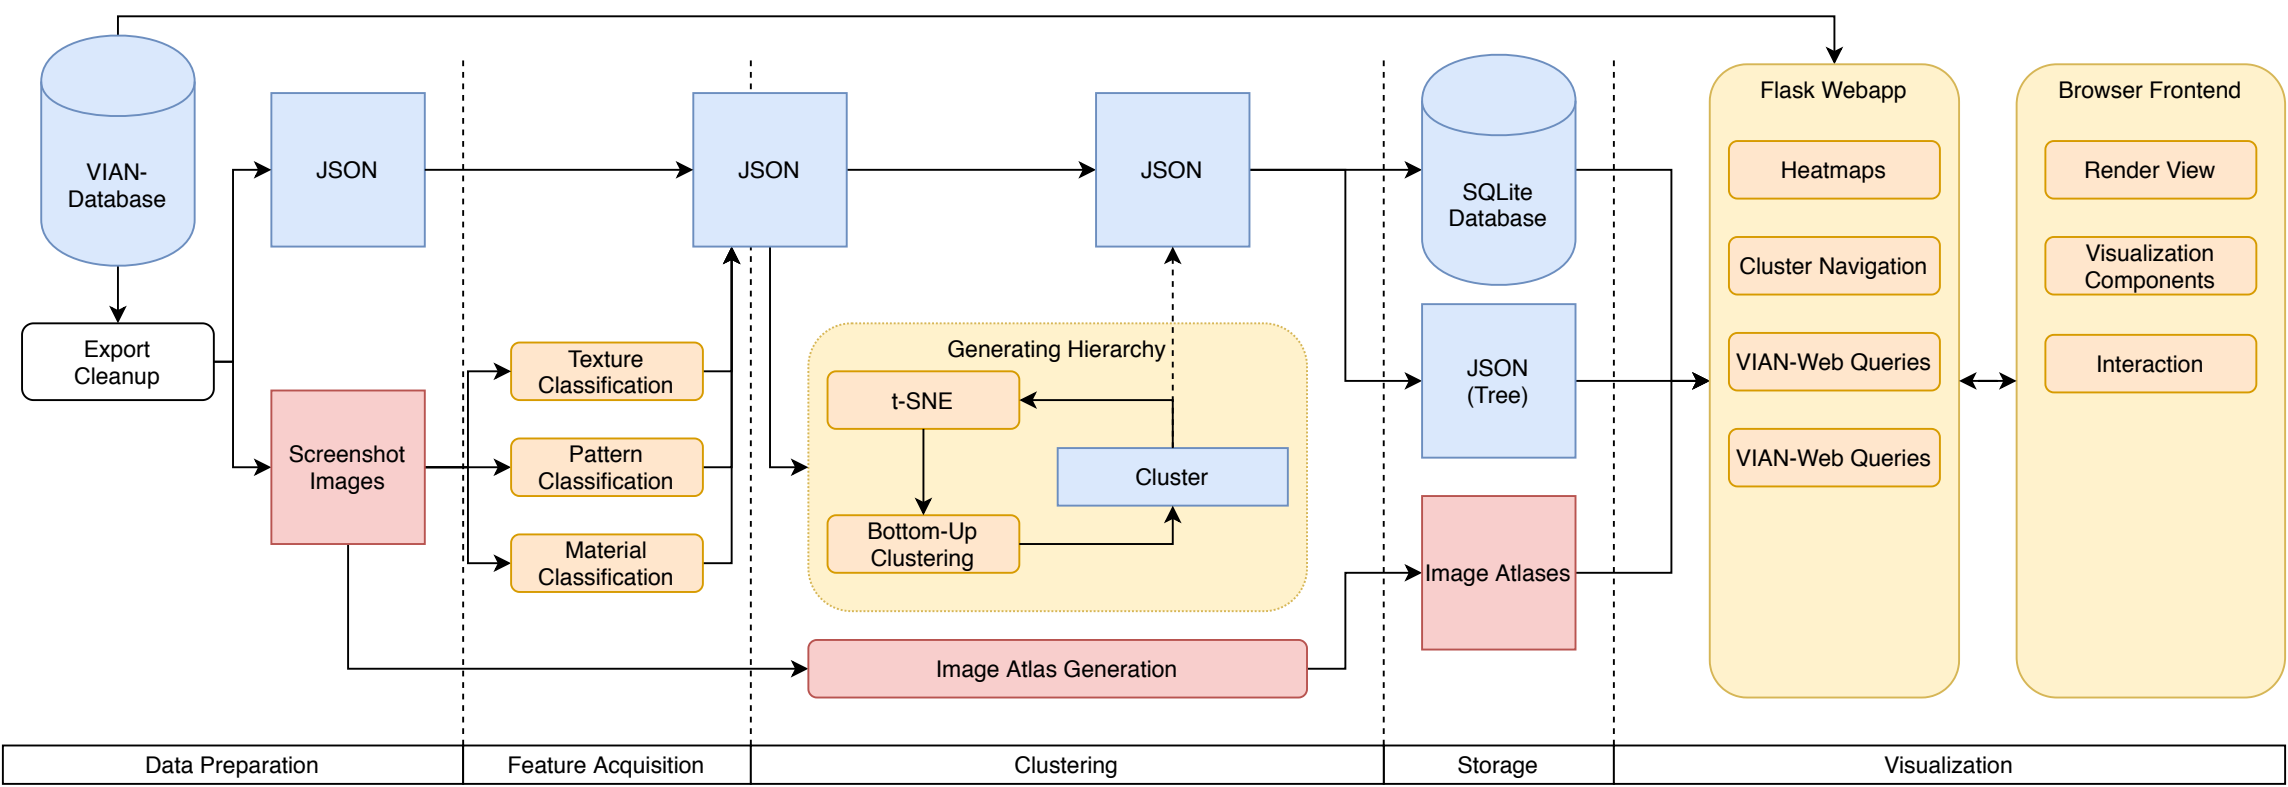 VIAN-
Database
Export
Cleanup
JSON
Screenshot
Images
Texture
Classification
Pattern
Classification
Material
Classification
JSON
Generating Hierarchy
t-SNE
Bottom-Up
Clustering
Cluster
JSON
Image Atlas Generation
SQLite
Database
JSON
(Tree)
Image Atlases
Flask Webapp
Heatmaps
Cluster Navigation
VIAN-Web Queries
VIAN-Web Queries
Browser Frontend
Render View
Visualization
Components
Interaction
Data Preparation
Feature Acquisition
Clustering
Storage
Visualization